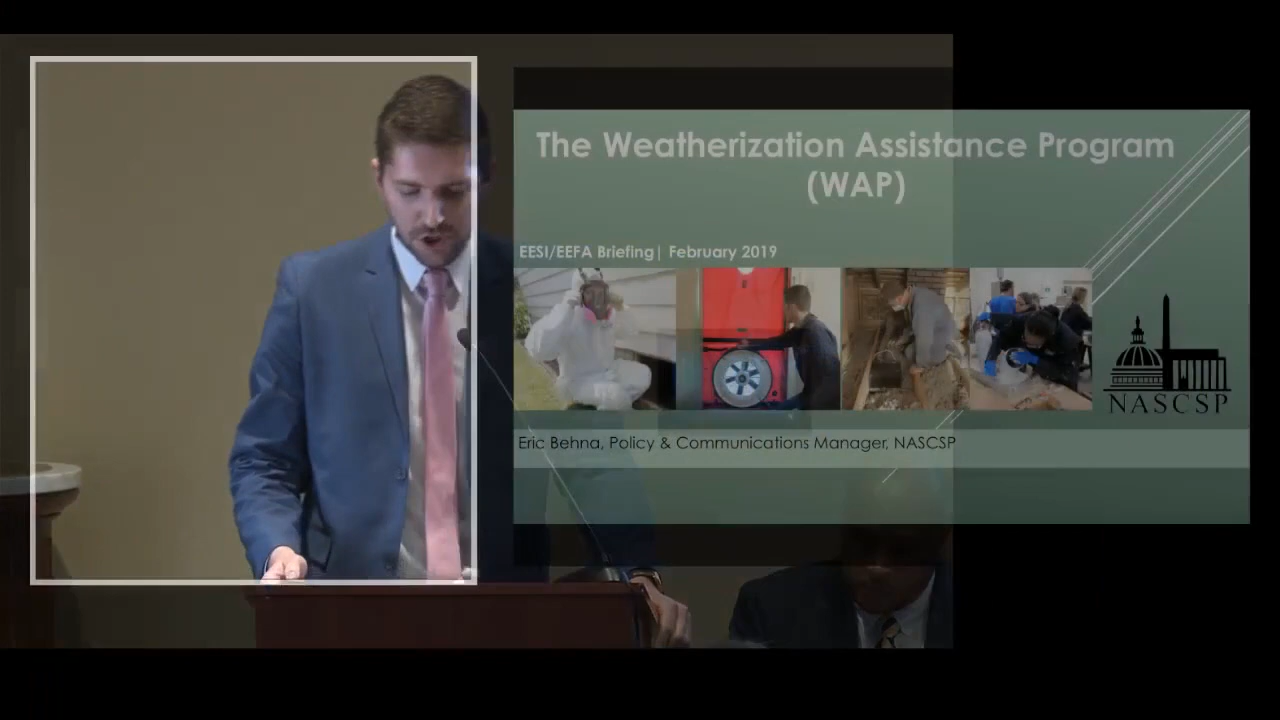 The Weatherization Assistance Program
(WAP)
EESI/EEFA Briefing| February 2019
NASCSP
Eric Behna, Policy & Communications Manager, NASCSP